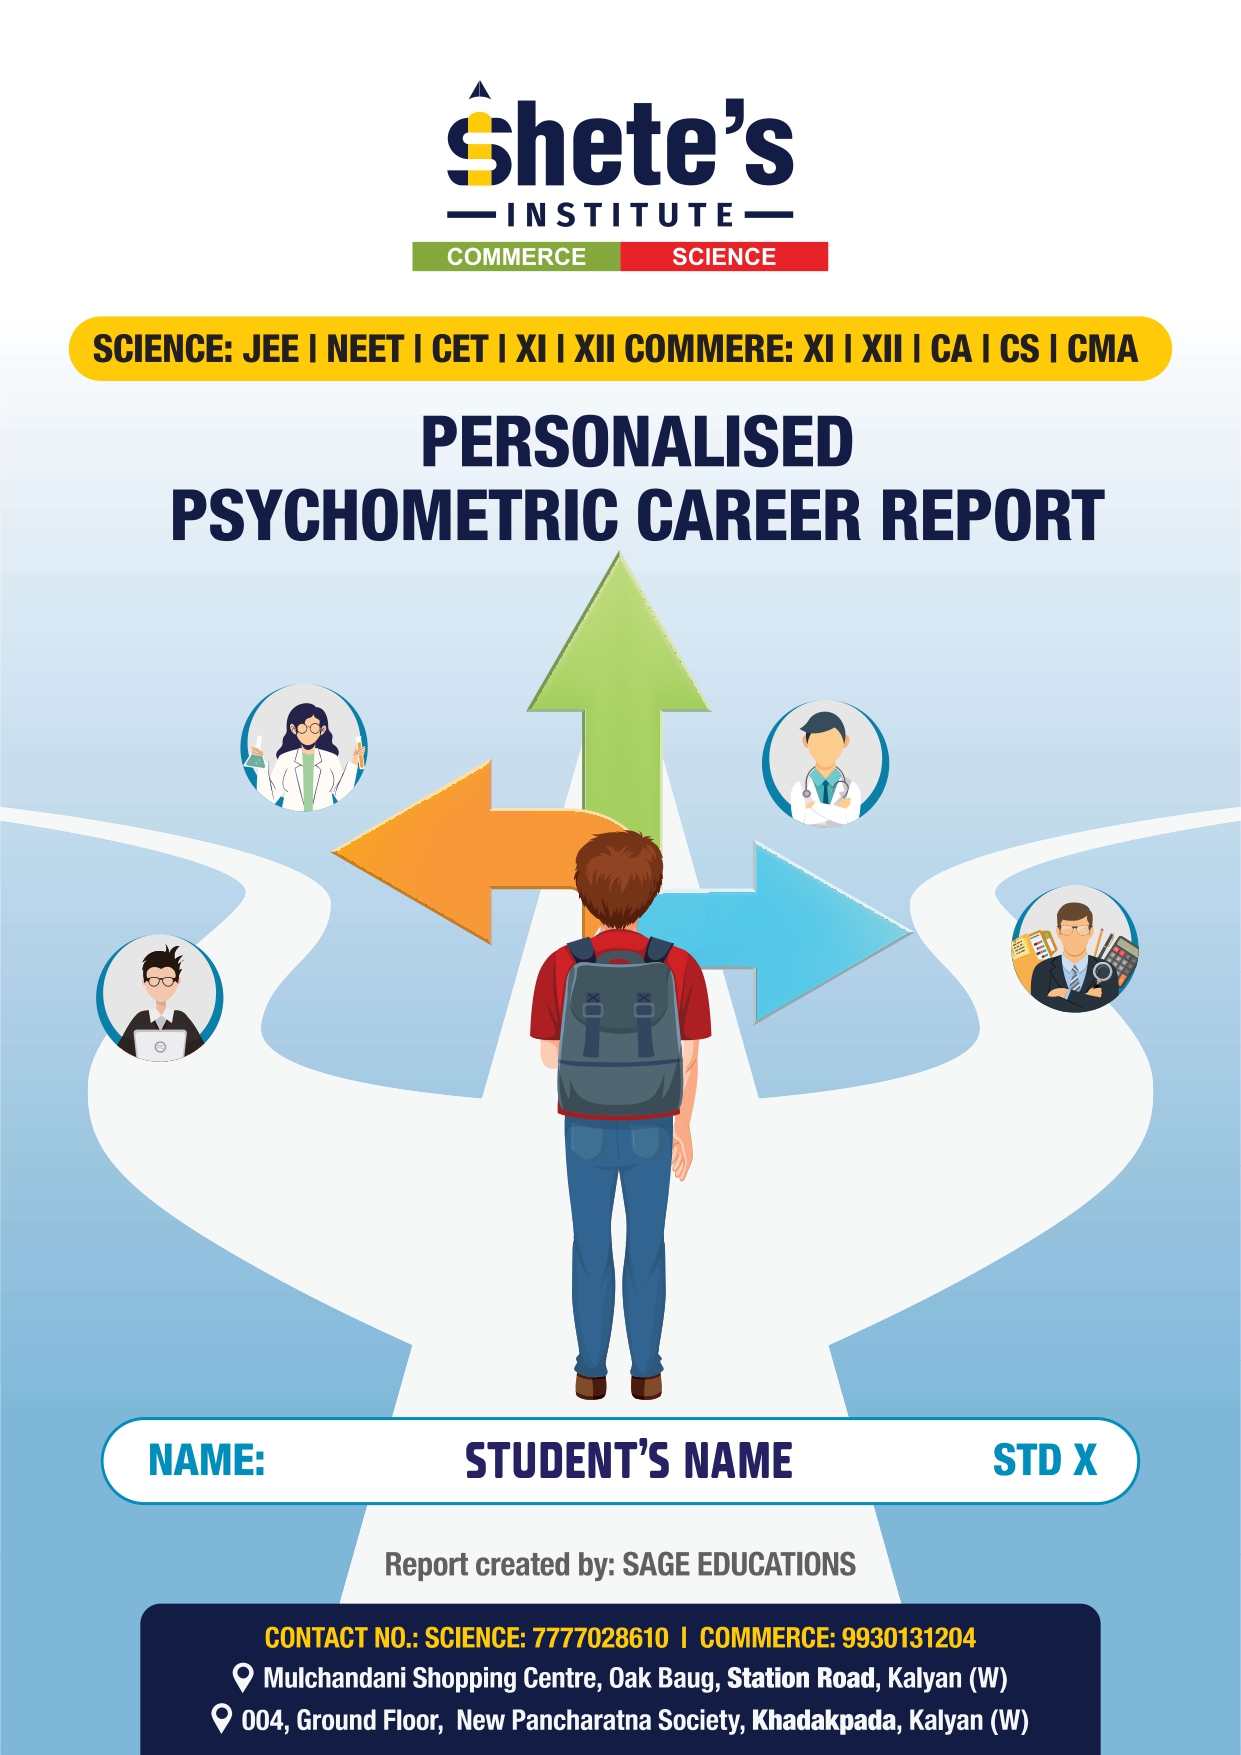 shete's
INSTITUTE
COMMERCE SCIENCE
SCIENCE: JEE | NEET | CET | XI | XII COMMERE: XI | XII | CA | CS | CMA
PERSONALISED
PSYCHOMETRIC CAREER REPORT
NAME: STUDENT'S NAME STD X
Report created by: SAGE EDUCATIONS
CONTACT NO.: SCIENCE: 7777028610 | COMMERCE: 9930131204
Mulchandani Shopping Centre, Oak Baug, Station Road, Kalyan (W)
004, Ground Floor, New Pancharatna Society, Khadakpada, Kalyan (W)